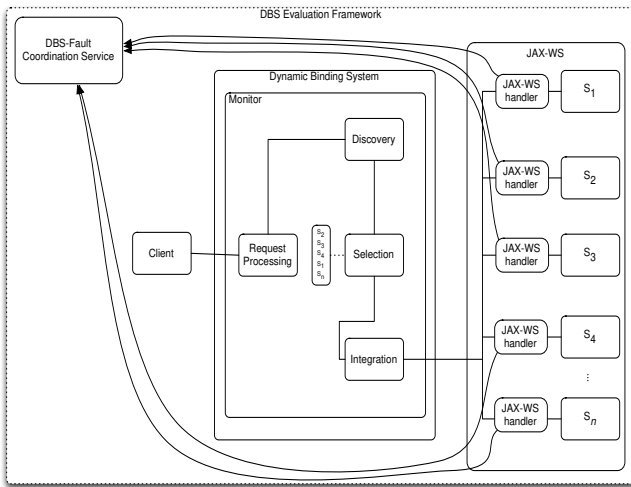 DBS Evaluation Framework
DBS-Fault
Coordination Service
JAX-WS
Dynamic Binding System
Monitor
Discovery
Client
Request
Processing
S2
S3
S4
S1
Sn
Selection
Integration
JAX-WS
handler
S1
JAX-WS
handler
S2
JAX-WS
handler
S3
JAX-WS
handler
S4
⋮
JAX-WS
handler
Sn